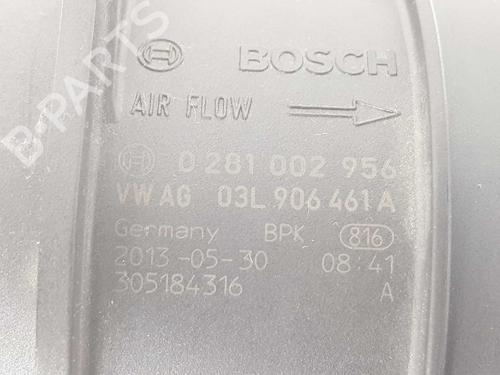 BOSCH
AIR FLOW
0 281 002 956
VW AG 03L 906 461 A
Germany BPK 816
2013-05-30 08:41
305184316 A
B-PARTS